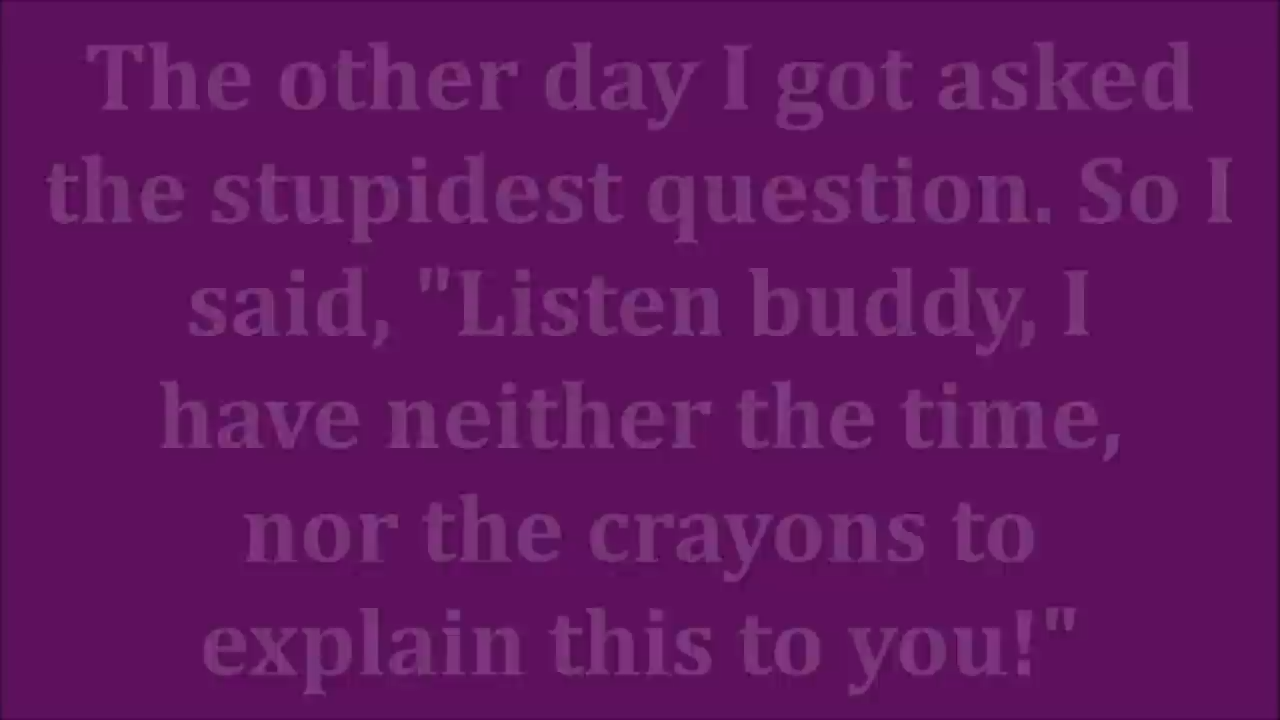 The other day I got asked
the stupidest question. So I
said, "Listen buddy, I
have neither the time,
nor the crayons to
explain this to you!"